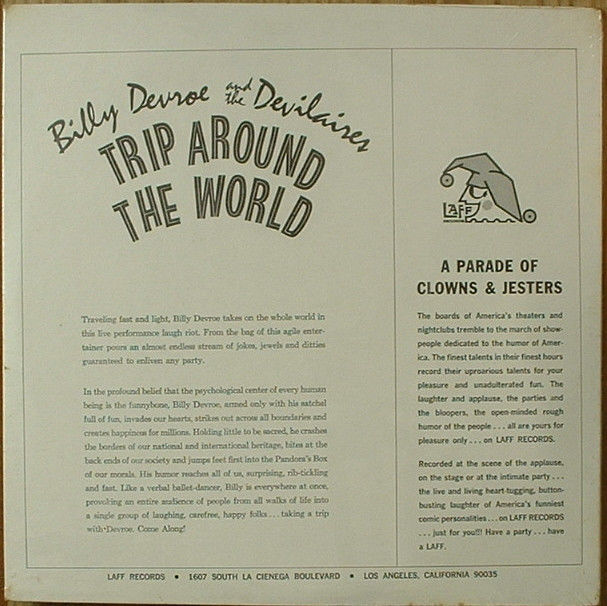 Billy Devroe and the Devilaires
TRIP AROUND
THE WORLD
Traveling fast and light, Billy Devroe takes on the whole world in
this live performance laugh riot. From the bag of this agile enter-
tainer pours an almost endless stream of jokes, jewels and ditties
guaranteed to enliven any party.
In the profound belief that the psychological center of every human
being is the funnybone, Billy Devroe, armed only with his satchel
full of fun, invades our hearts, strikes out across all boundaries and
creates happiness for millions. Holding little to be sacred, he crashes
the borders of our national and international heritage, bites at the
back ends of our society and jumps feet first into the Pandora's Box
of our morals. His humor reaches all of us, surprising, rib-tickling
and fast. Like a verbal ballet-dancer, Billy is everywhere at once,
provoking an entire audience of people from all walks of life into
a single group of laughing, carefree, happy folks...taking a trip
with Devroe. Come Along!
LAFF
A PARADE OF
CLOWNS & JESTERS
The boards of America's theaters and
nightclubs tremble to the march of show-
people dedicated to the humor of Amer-
ica. The finest talents in their finest hours
record their uproarious talents for your
pleasure and unadulterated fun. The
laughter and applause, the parties and
the bloopers, the open-minded rough
humor of the people...all are yours for
pleasure only...on LAFF RECORDS.
Recorded at the scene of the applause,
on the stage or at the intimate party...
the live and living heart-tugging, button-
busting laughter of America's funniest
comic personalities...on LAFF RECORDS
...just for you!!! Have a party...have
a LAFF.
LAFF RECORDS • 1607 SOUTH LA CIENEGA BOULEVARD • LOS ANGELES, CALIFORNIA 90035